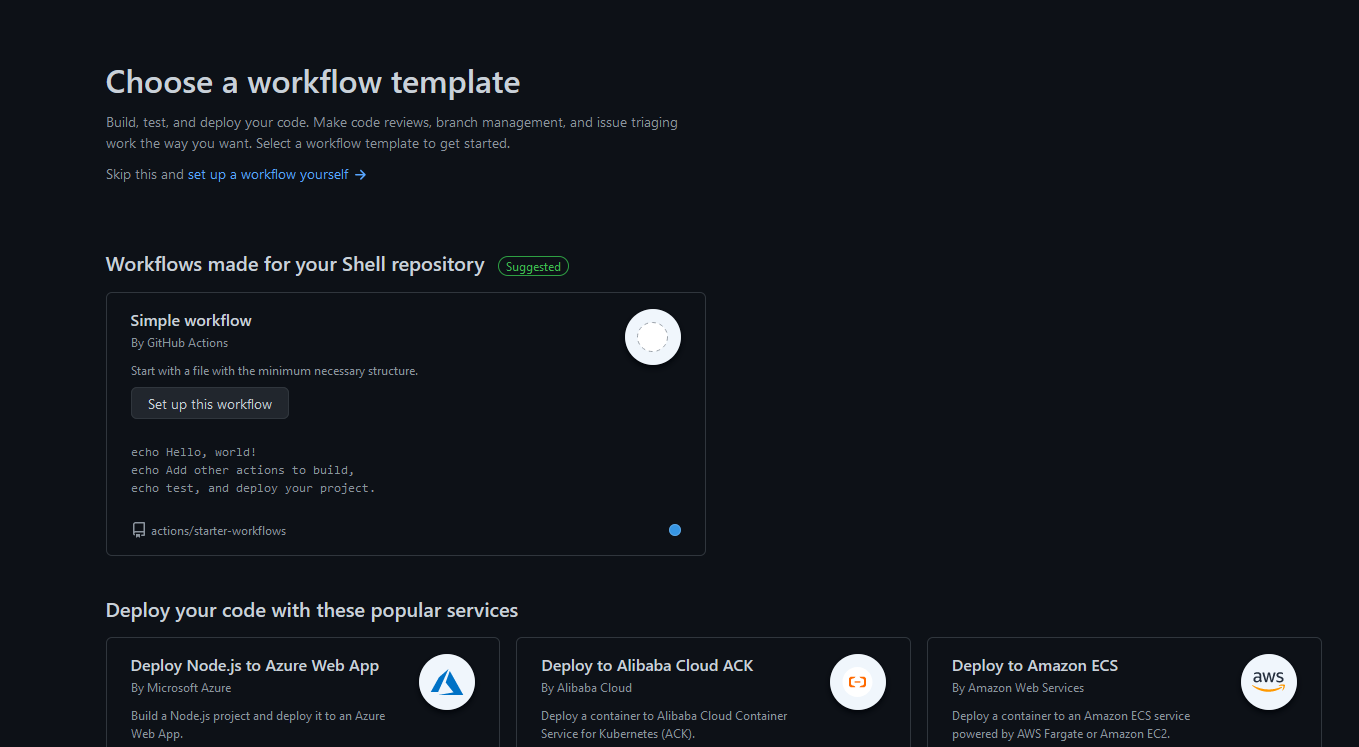 Choose a workflow template
Build, test, and deploy your code. Make code reviews, branch management, and issue triaging
work the way you want. Select a workflow template to get started.
Skip this and set up a workflow yourself →
Workflows made for your Shell repository Suggested
Simple workflow
By GitHub Actions
Start with a file with the minimum necessary structure.
Set up this workflow
echo Hello, world!
echo Add other actions to build,
echo test, and deploy your project.
actions/starter-workflows
Deploy your code with these popular services
Deploy Node.js to Azure Web App
By Microsoft Azure
Build a Node.js project and deploy it to an Azure
Web App.
Deploy to Alibaba Cloud ACK
By Alibaba Cloud
Deploy a container to Alibaba Cloud Container
Service for Kubernetes (ACK).
Deploy to Amazon ECS
By Amazon Web Services
aws
Deploy a container to an Amazon ECS service
powered by AWS Fargate or Amazon EC2.